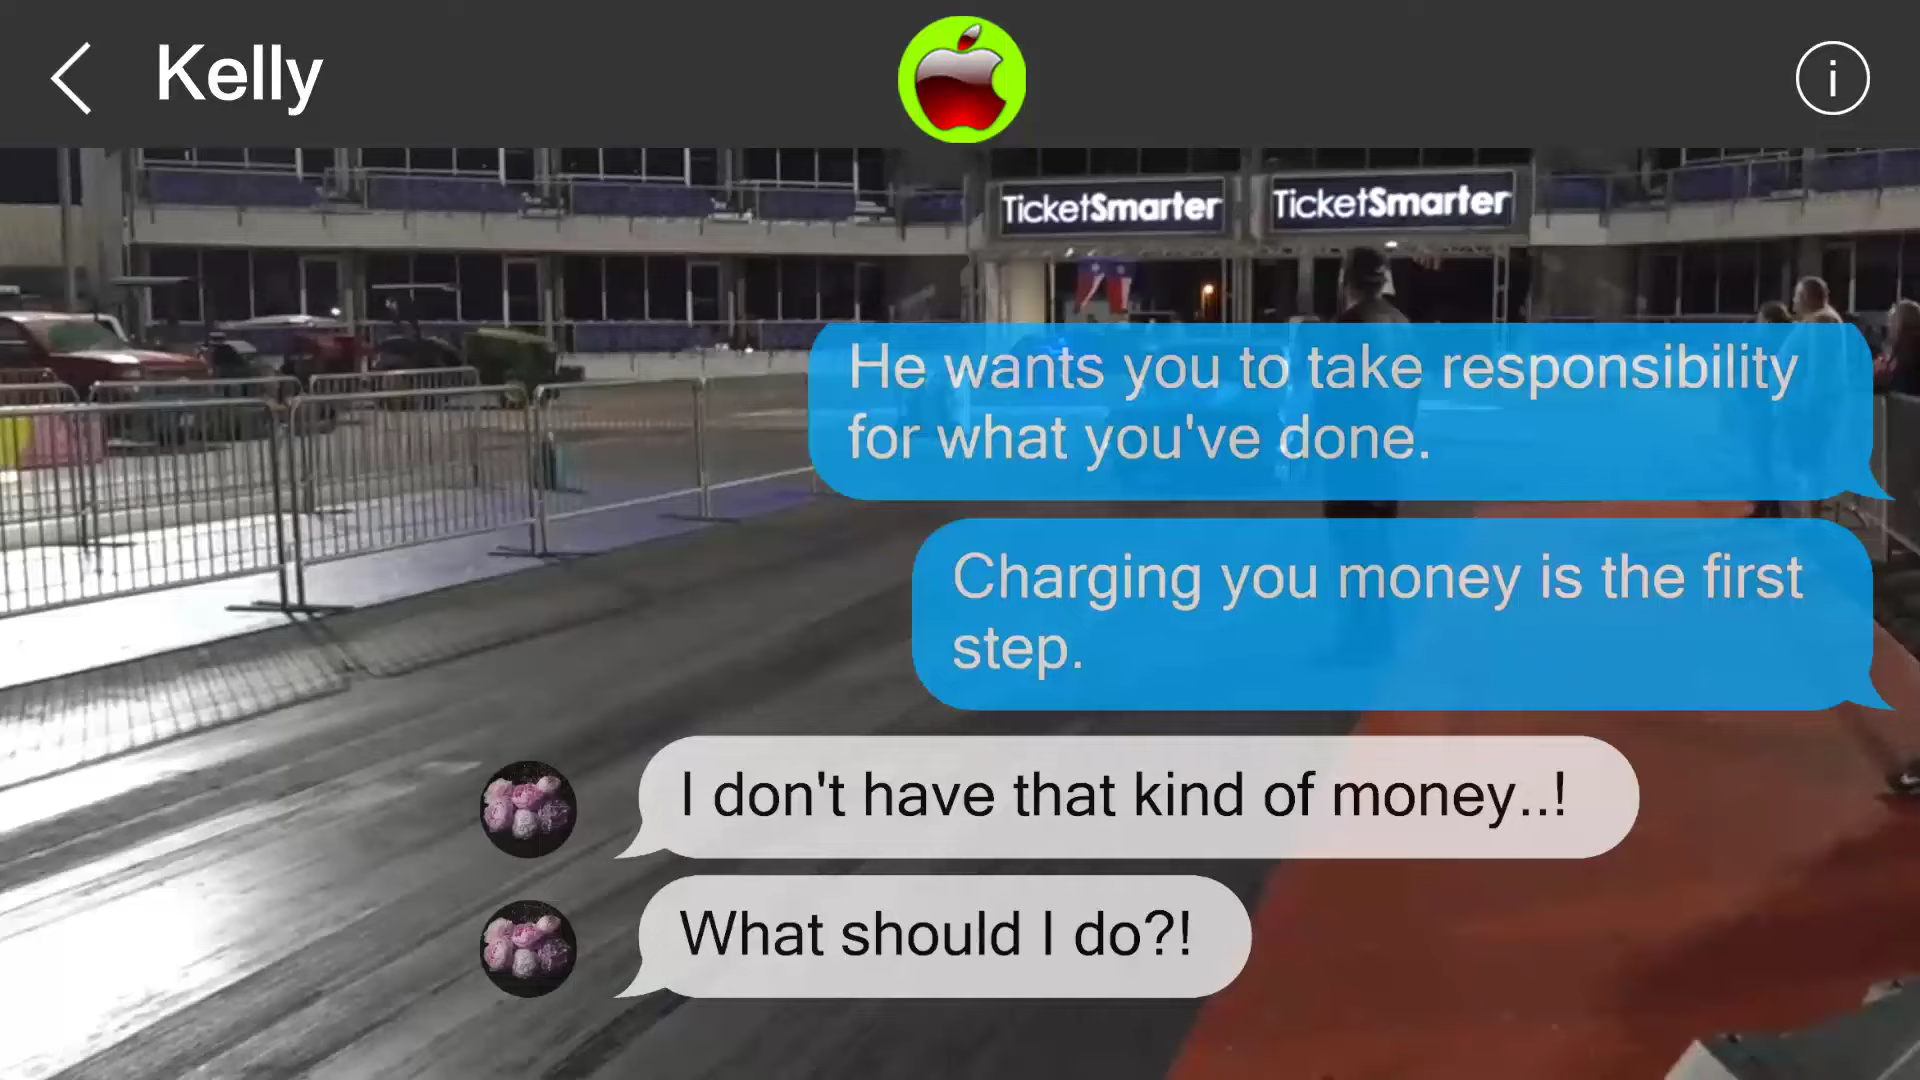 Kelly
TicketSmarter TicketSmarter
He wants you to take responsibility
for what you've done.
Charging you money is the first
step.
I don't have that kind of money..!
What should I do?!